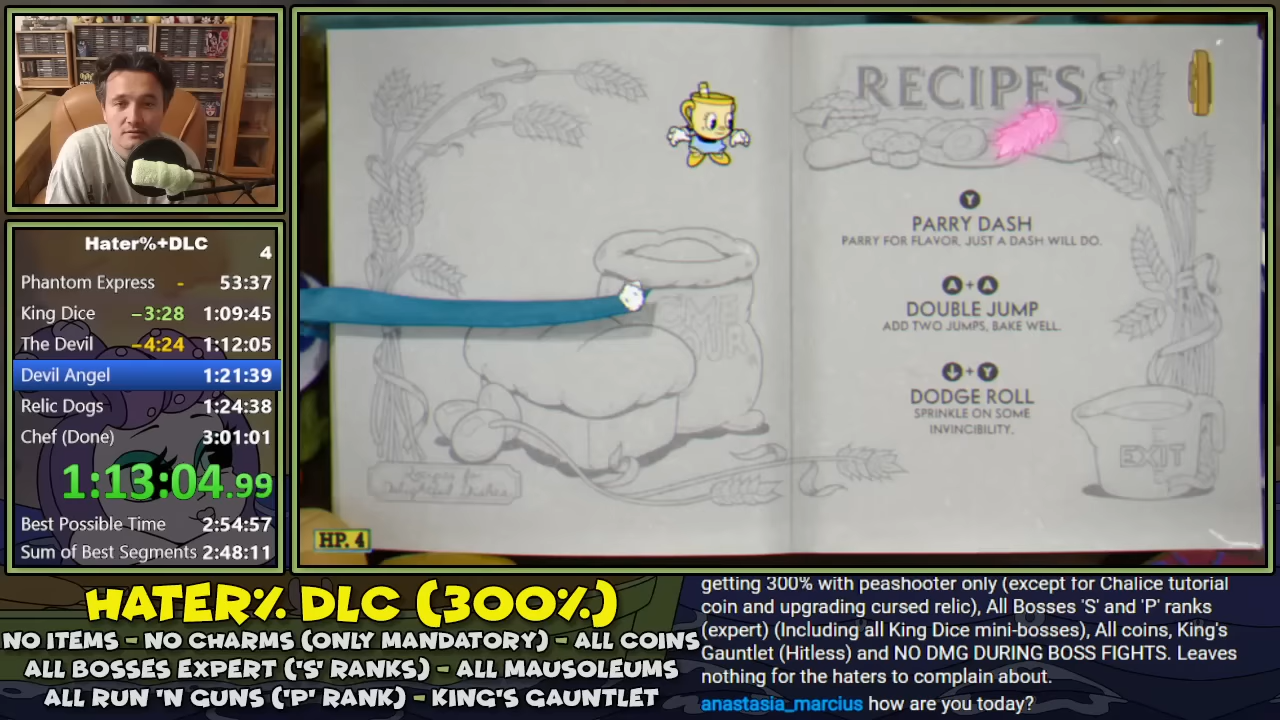 Hater%+DLC
4
Phantom Express - 53:37
King Dice −3:28 1:09:45
The Devil −4:24 1:12:05
Devil Angel 1:21:39
Relic Dogs 1:24:38
Chef (Done) 3:01:01
1:13:04.99
Best Possible Time 2:54:57
Sum of Best Segments 2:48:11
RECIPES
Y
PARRY DASH
PARRY FOR FLAVOR, JUST A DASH WILL DO.
A + A
DOUBLE JUMP
ADD TWO JUMPS, BAKE WELL.
+ Y
DODGE ROLL
SPRINKLE ON SOME
INVINCIBILITY.
EXIT
HP. 4
HATER% DLC (300%)
NO ITEMS - NO CHARMS (ONLY MANDATORY) - ALL COINS
ALL BOSSES EXPERT ('S' RANKS) - ALL MAUSOLEUMS
ALL RUN 'N GUNS ('P' RANK) - KING'S GAUNTLET
getting 300% with peashooter only (except for Chalice tutorial
coin and upgrading cursed relic), All Bosses 'S' and 'P' ranks
(expert) (Including all King Dice mini-bosses), All coins, King's
Gauntlet (Hitless) and NO DMG DURING BOSS FIGHTS. Leaves
nothing for the haters to complain about.
anastasia_marcius how are you today?